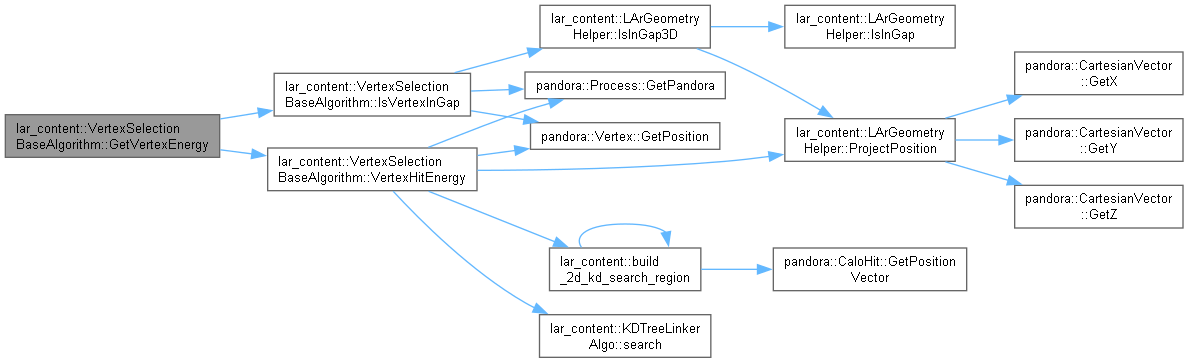 lar_content::VertexSelection
BaseAlgorithm::GetVertexEnergy
lar_content::VertexSelection
BaseAlgorithm::IsVertexInGap
lar_content::LArGeometry
Helper::IsInGap3D
lar_content::LArGeometry
Helper::IsInGap
pandora::Process::GetPandora
pandora::Vertex::GetPosition
lar_content::VertexSelection
BaseAlgorithm::VertexHitEnergy
lar_content::LArGeometry
Helper::ProjectPosition
pandora::CartesianVector
::GetX
pandora::CartesianVector
::GetY
pandora::CartesianVector
::GetZ
lar_content::build
_2d_kd_search_region
pandora::CaloHit::GetPosition
Vector
lar_content::KDTreeLinker
Algo::search